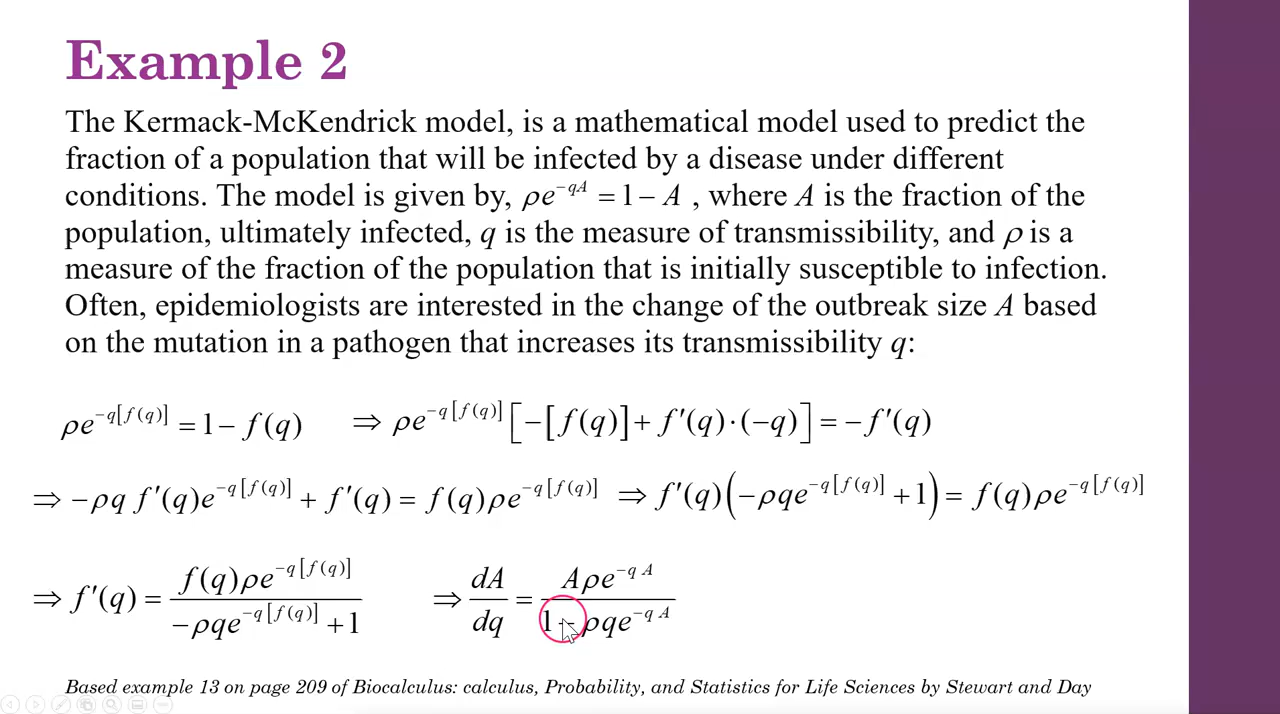 Example 2
The Kermack-McKendrick model, is a mathematical model used to predict the
fraction of a population that will be infected by a disease under different
conditions. The model is given by, ρe^{−qA} = 1 − A , where A is the fraction of the
population, ultimately infected, q is the measure of transmissibility, and ρ is a
measure of the fraction of the population that is initially susceptible to infection.
Often, epidemiologists are interested in the change of the outbreak size A based
on the mutation in a pathogen that increases its transmissibility q:
ρe^{−q[f(q)]} = 1 − f(q) ⇒ ρe^{−q[f(q)]}[−[f(q)] + f′(q)·(−q)] = −f′(q)
⇒ −ρq f′(q)e^{−q[f(q)]} + f′(q) = f(q)ρe^{−q[f(q)]} ⇒ f′(q)(−ρqe^{−q[f(q)]} + 1) = f(q)ρe^{−q[f(q)]}
⇒ f′(q) = \frac{f(q)ρe^{−q[f(q)]}}{−ρqe^{−q[f(q)]} + 1} ⇒ \frac{dA}{dq} = \frac{Aρe^{−q A}}{1 − ρqe^{−q A}}
Based example 13 on page 209 of Biocalculus: calculus, Probability, and Statistics for Life Sciences by Stewart and Day